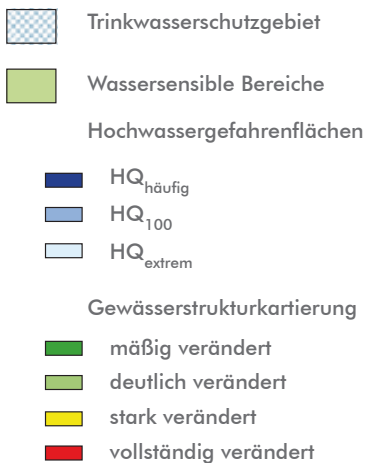 Trinkwasserschutzgebiet
Wassersensible Bereiche
Hochwassergefahrenflächen
HQhäufig
HQ100
HQextrem
Gewässerstrukturkartierung
mäßig verändert
deutlich verändert
stark verändert
vollständig verändert